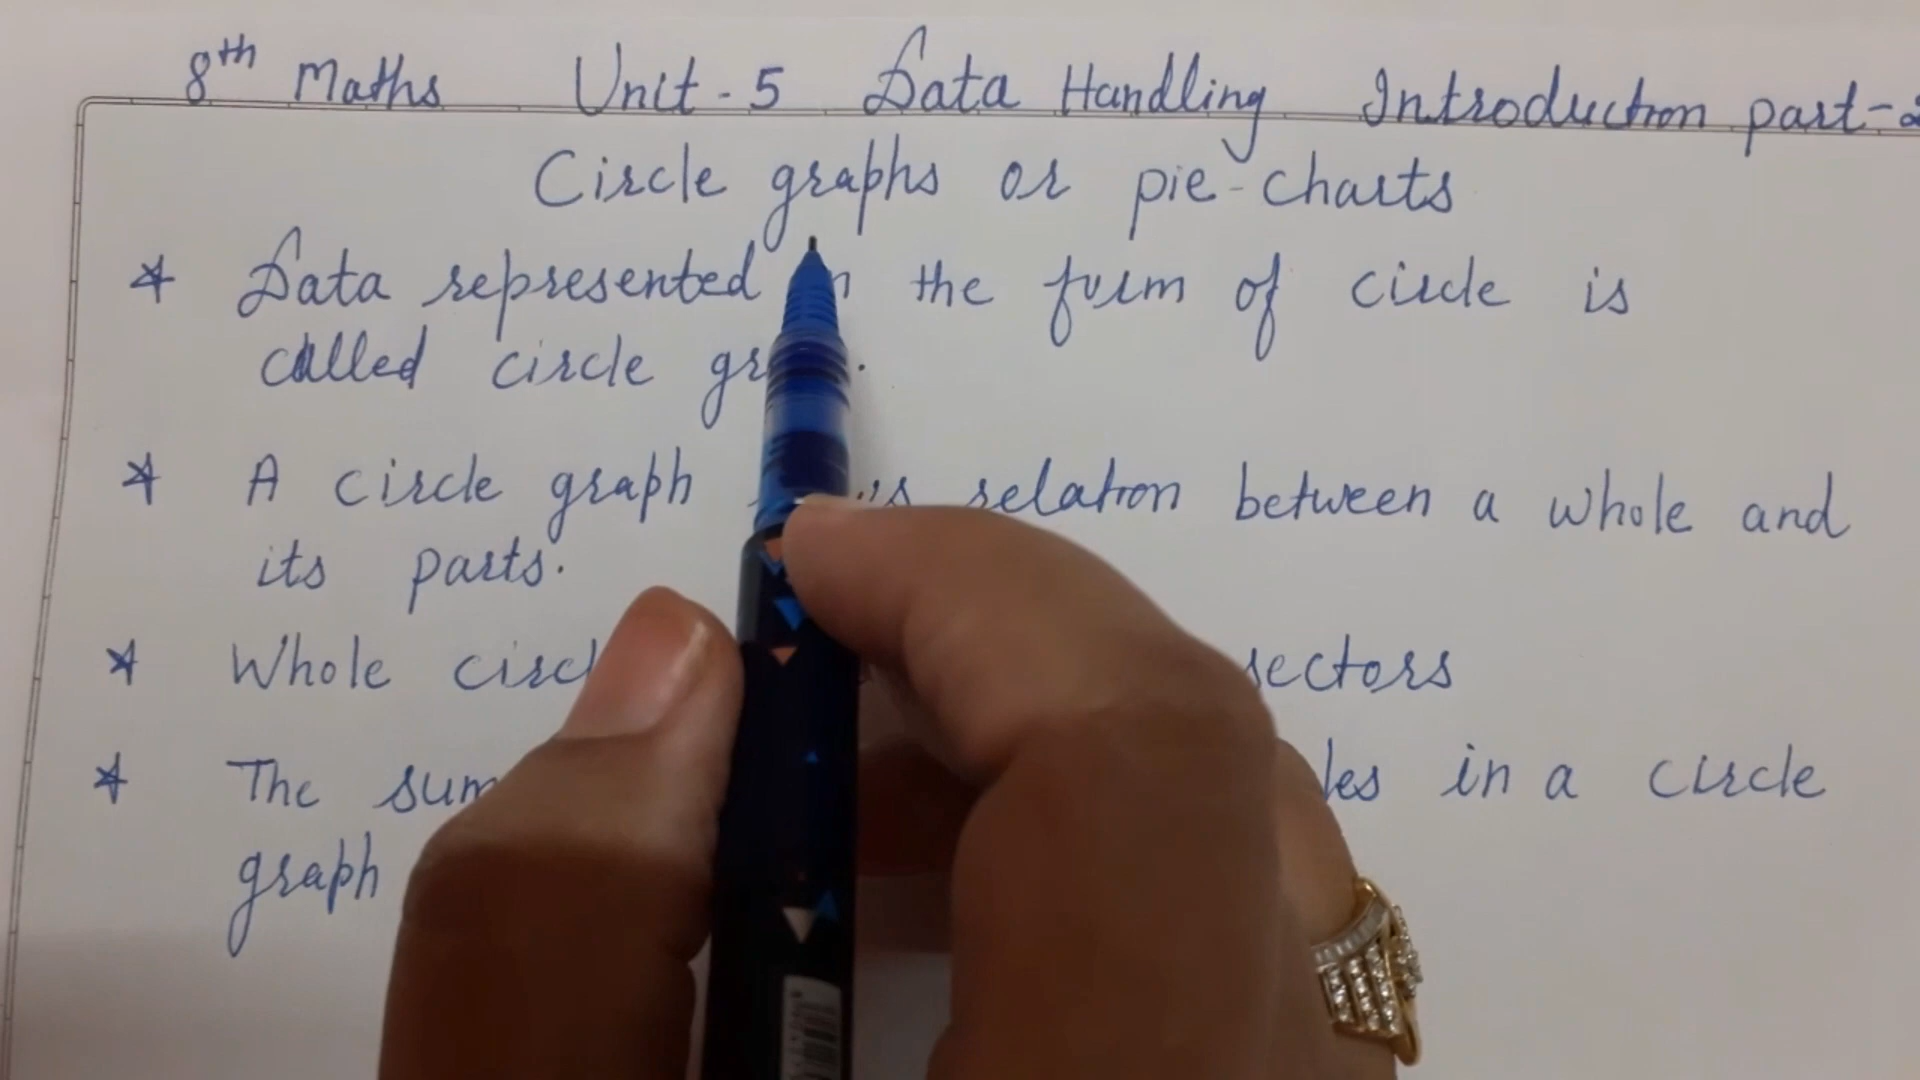 8th Maths Unit - 5 Data Handling Introduction part-2
Circle graphs or pie-charts
* Data represented the form of circle is
called circle
* A circle graph relation between a whole and
its parts.
* Whole sectors
* The in a circle
graph